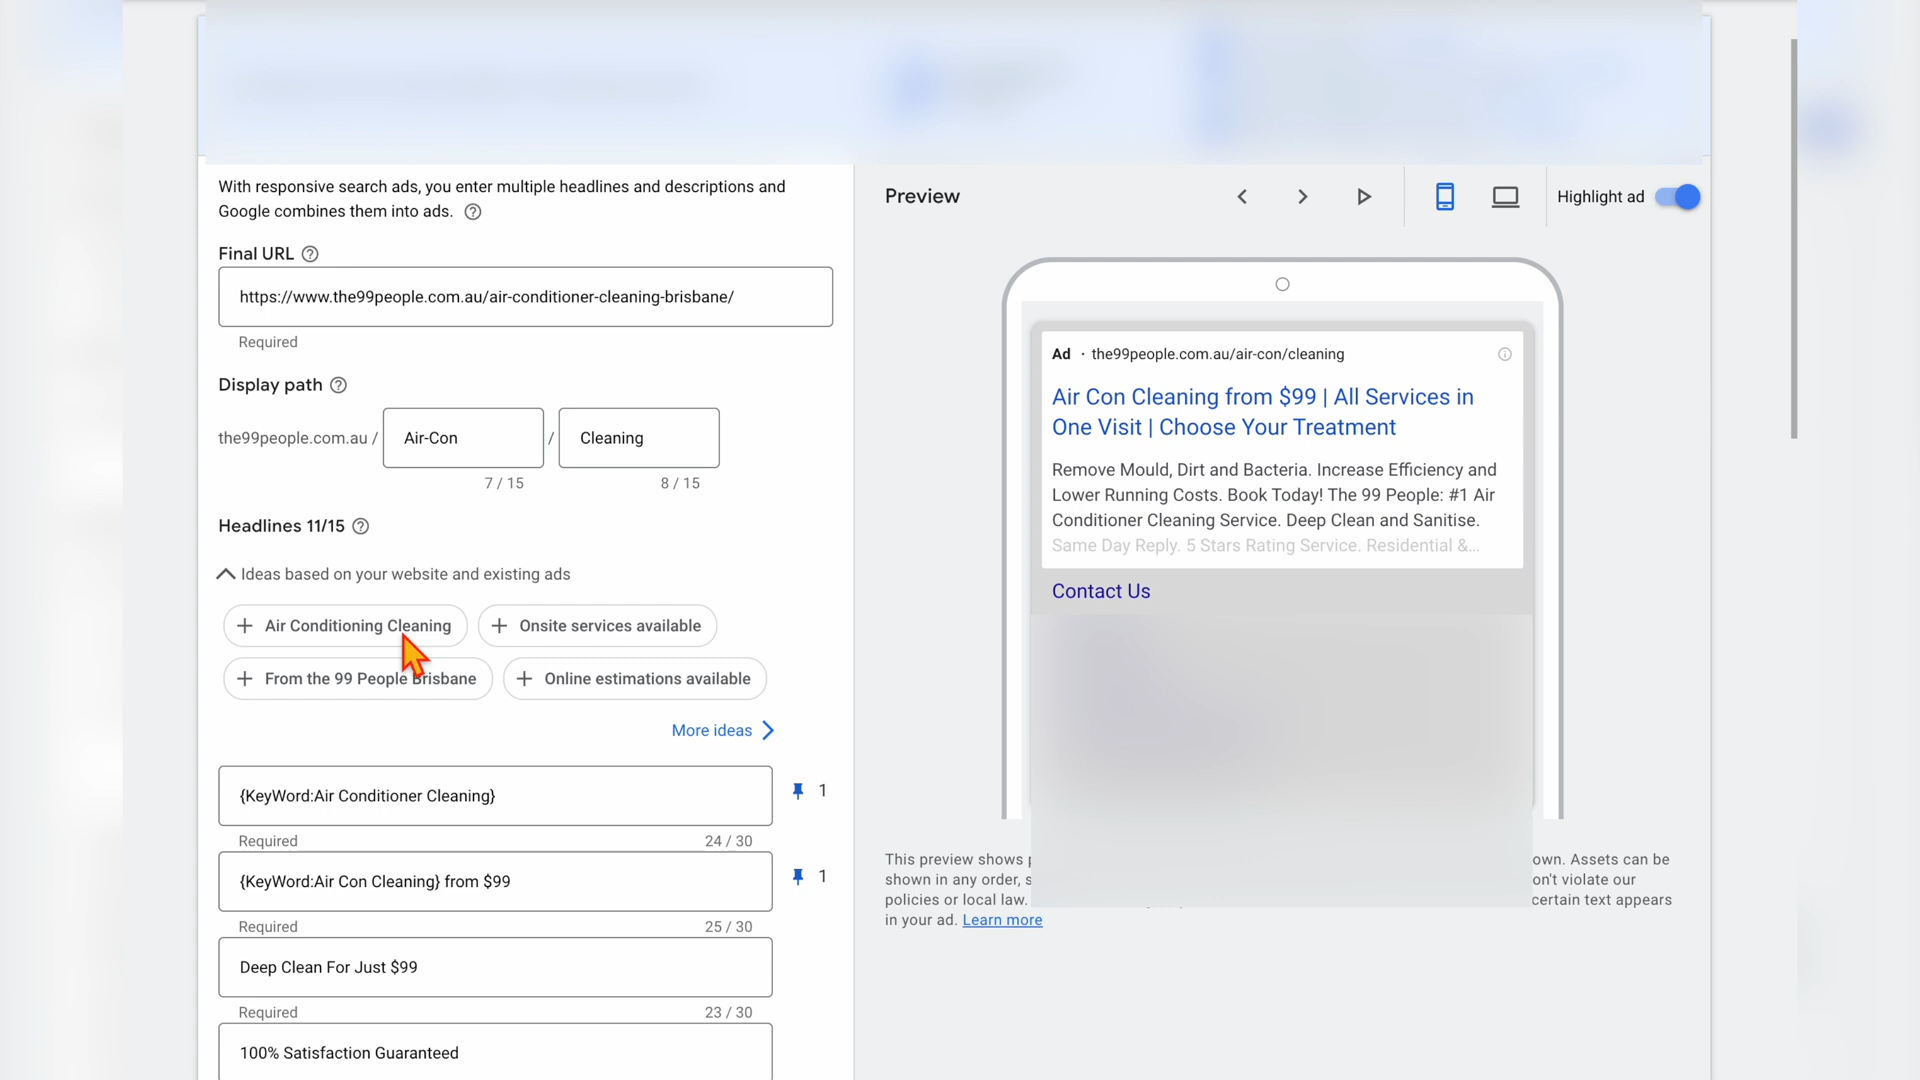 With responsive search ads, you enter multiple headlines and descriptions and
Google combines them into ads.
Final URL
https://www.the99people.com.au/air-conditioner-cleaning-brisbane/
Required
Display path
the99people.com.au / Air-Con / Cleaning
7 / 15 8 / 15
Headlines 11/15
Ideas based on your website and existing ads
+ Air Conditioning Cleaning + Onsite services available
+ From the 99 People Brisbane + Online estimations available
More ideas
{KeyWord:Air Conditioner Cleaning} 1
Required 24 / 30
{KeyWord:Air Con Cleaning} from $99 1
Required 25 / 30
Deep Clean For Just $99
Required 23 / 30
100% Satisfaction Guaranteed
Preview
Highlight ad
Ad · the99people.com.au/air-con/cleaning
Air Con Cleaning from $99 | All Services in
One Visit | Choose Your Treatment
Remove Mould, Dirt and Bacteria. Increase Efficiency and
Lower Running Costs. Book Today! The 99 People: #1 Air
Conditioner Cleaning Service. Deep Clean and Sanitise.
Same Day Reply. 5 Stars Rating Service. Residential &...
Contact Us
This preview shows own. Assets can be
shown in any order, on't violate our
policies or local law. certain text appears
in your ad. Learn more